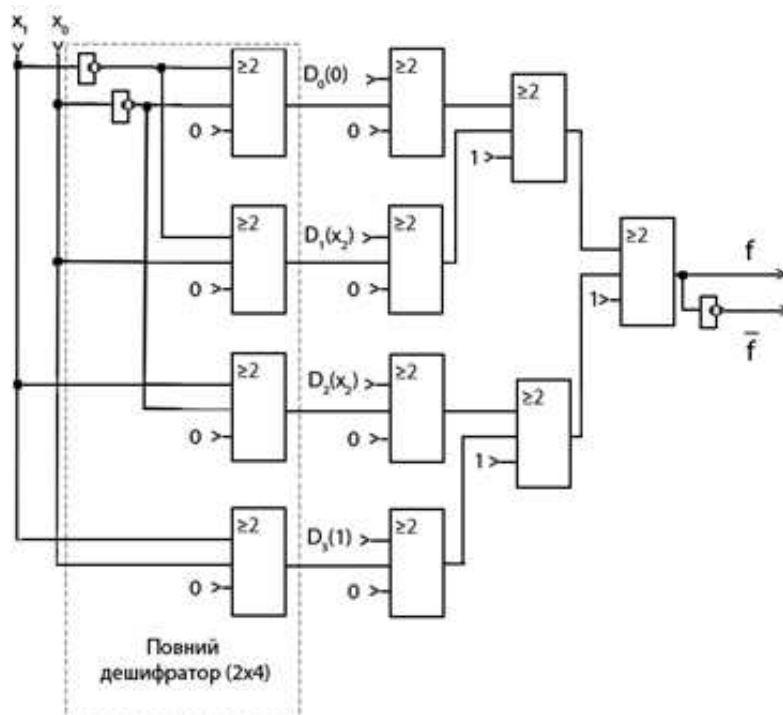 x₁ x₀
≥2 D₀(0) ≥2 ≥2
0 0 1
≥2 D₁(x₂) ≥2 ≥2 f
0 0 1 f̅
≥2 D₂(x₂) ≥2 ≥2
0 0 1
≥2 D₃(1) ≥2
0 0
Повний
дешифратор (2x4)